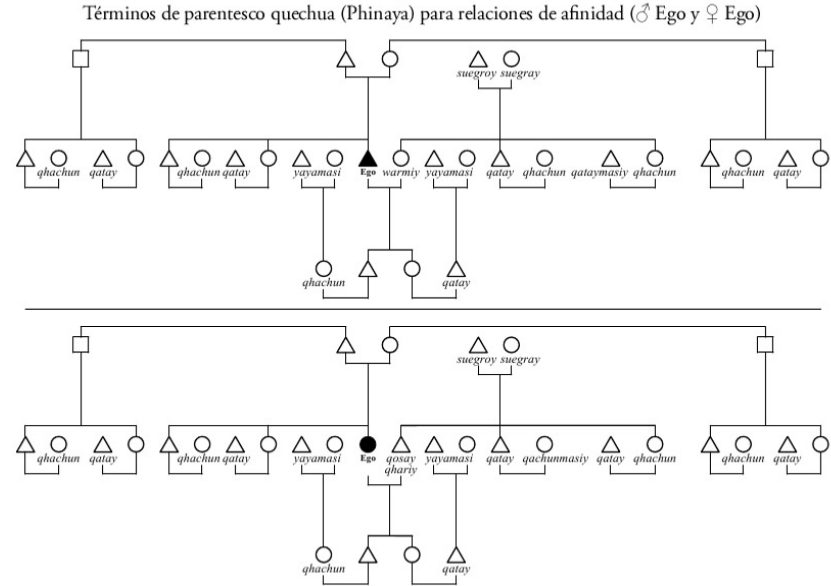 Términos de parentesco quechua (Phinaya) para relaciones de afinidad (♂ Ego y ♀ Ego)
suegroy suegray
qhachun qatay qhachun qatay yayamasi Ego warmiy yayamasi qatay qhachun qataymasiy qhachun qhachun qatay
qhachun qatay
suegroy suegray
qhachun qatay qhachun qatay yayamasi Ego qosay yayamasi qatay qachunmasiy qatay qhachun qhachun qatay
qhariy
qhachun qatay